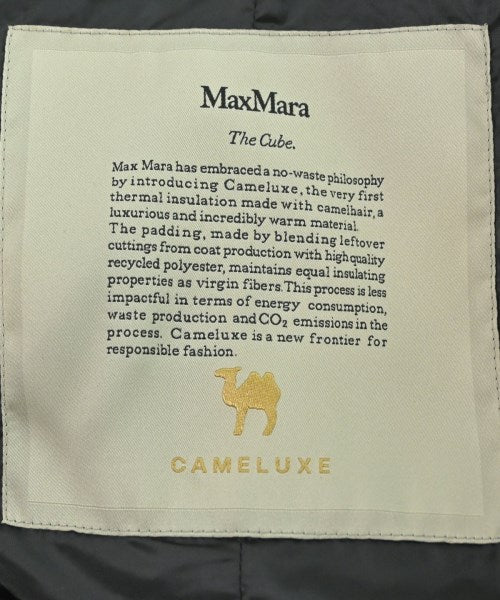 MaxMara
The Cube.
Max Mara has embraced a no-waste philosophy
by introducing Cameluxe, the very first
thermal insulation made with camelhair, a
luxurious and incredibly warm material.
The padding, made by blending leftover
cuttings from coat production with high quality
recycled polyester, maintains equal insulating
properties as virgin fibers. This process is less
impactful in terms of energy consumption,
waste production and CO₂ emissions in the
process. Cameluxe is a new frontier for
responsible fashion.
CAMELUXE